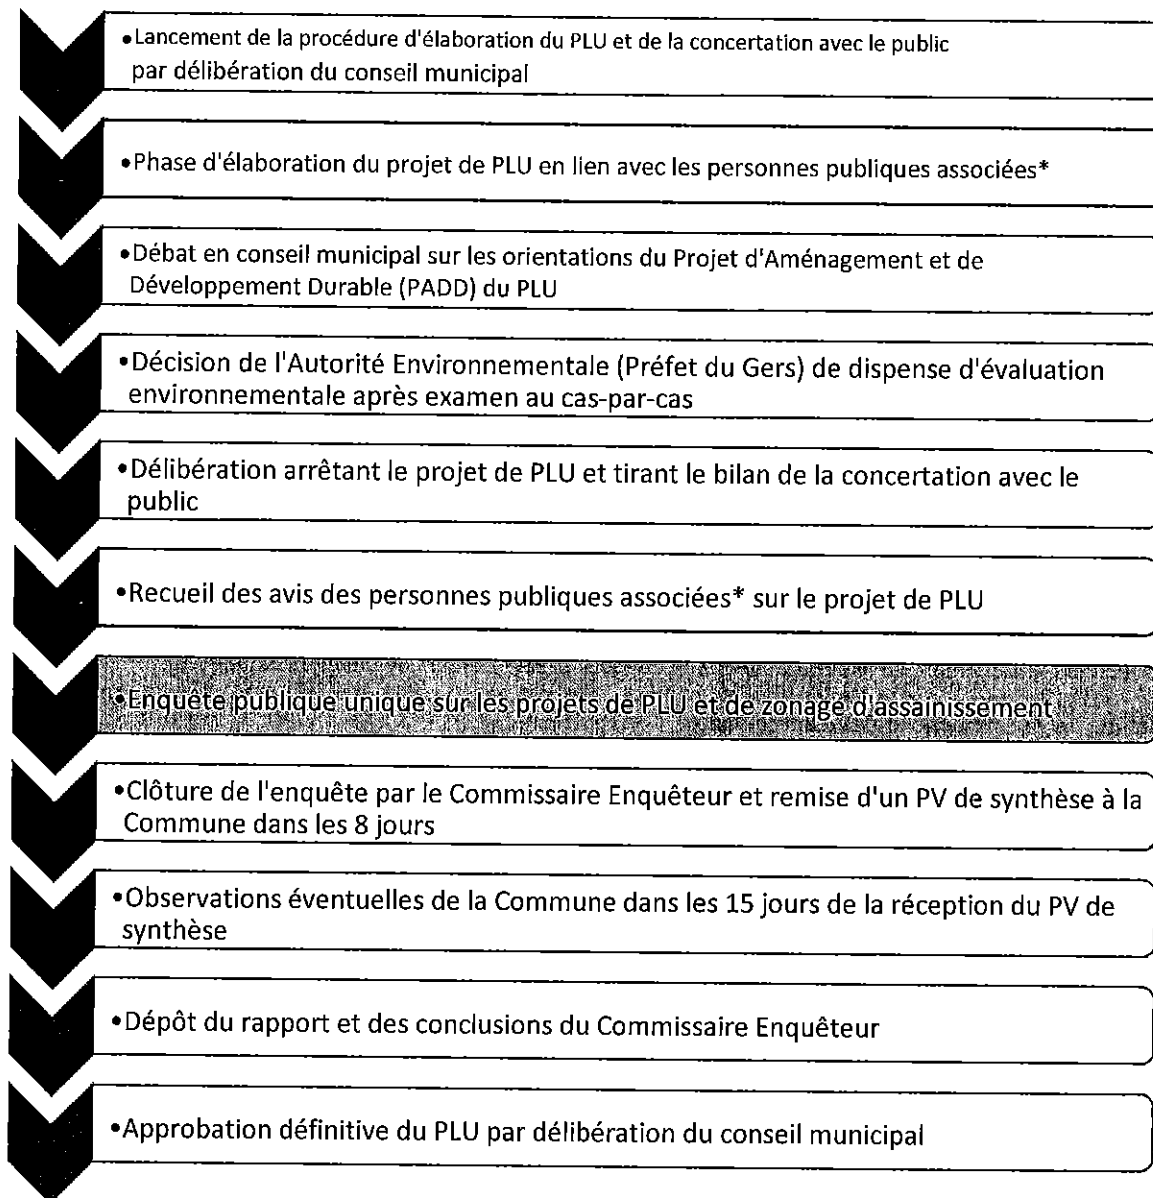 •Lancement de la procédure d'élaboration du PLU et de la concertation avec le public
par délibération du conseil municipal
•Phase d'élaboration du projet de PLU en lien avec les personnes publiques associées*
•Débat en conseil municipal sur les orientations du Projet d'Aménagement et de
Développement Durable (PADD) du PLU
•Décision de l'Autorité Environnementale (Préfet du Gers) de dispense d'évaluation
environnementale après examen au cas-par-cas
•Délibération arrêtant le projet de PLU et tirant le bilan de la concertation avec le
public
•Recueil des avis des personnes publiques associées* sur le projet de PLU
•Enquête publique unique sur les projets de PLU et de zonage d'assainissement
•Clôture de l'enquête par le Commissaire Enquêteur et remise d'un PV de synthèse à la
Commune dans les 8 jours
•Observations éventuelles de la Commune dans les 15 jours de la réception du PV de
synthèse
•Dépôt du rapport et des conclusions du Commissaire Enquêteur
•Approbation définitive du PLU par délibération du conseil municipal